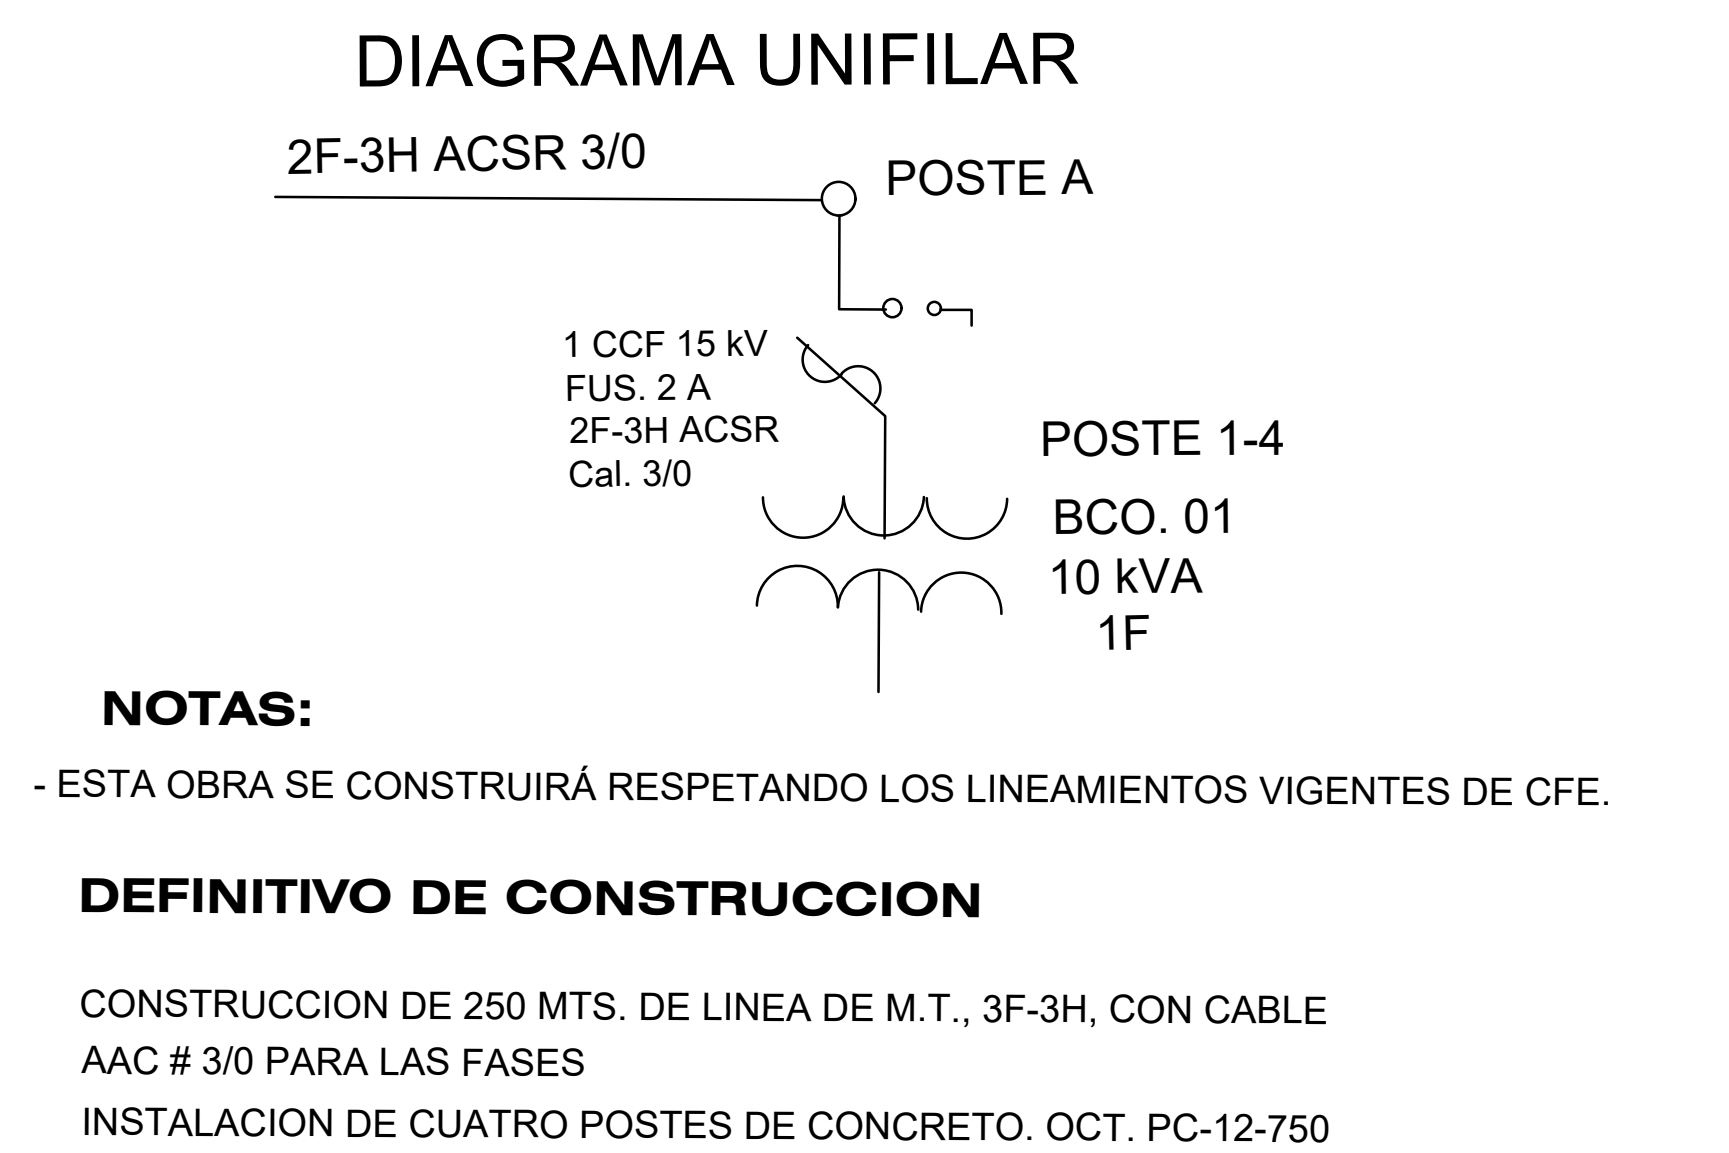 DIAGRAMA UNIFILAR
2F-3H ACSR 3/0
POSTE A
1 CCF 15 kV
FUS. 2 A
2F-3H ACSR
Cal. 3/0
POSTE 1-4
BCO. 01
10 kVA
1F
NOTAS:
- ESTA OBRA SE CONSTRUIRÁ RESPETANDO LOS LINEAMIENTOS VIGENTES DE CFE.
DEFINITIVO DE CONSTRUCCION
CONSTRUCCION DE 250 MTS. DE LINEA DE M.T., 3F-3H, CON CABLE
AAC # 3/0 PARA LAS FASES
INSTALACION DE CUATRO POSTES DE CONCRETO. OCT. PC-12-750